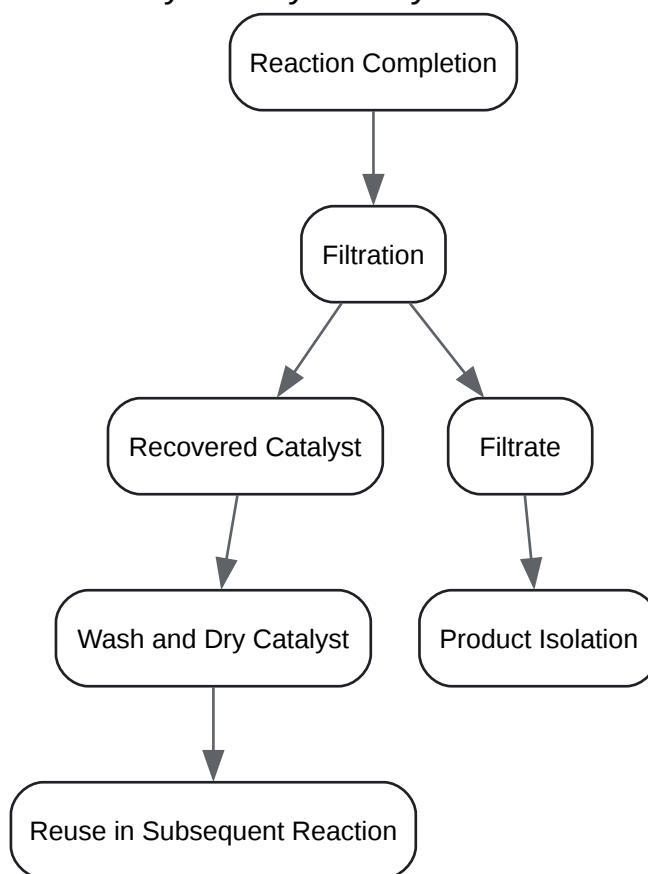 Reaction Completion
Filtration
Recovered Catalyst
Filtrate
Wash and Dry Catalyst
Product Isolation
Reuse in Subsequent Reaction